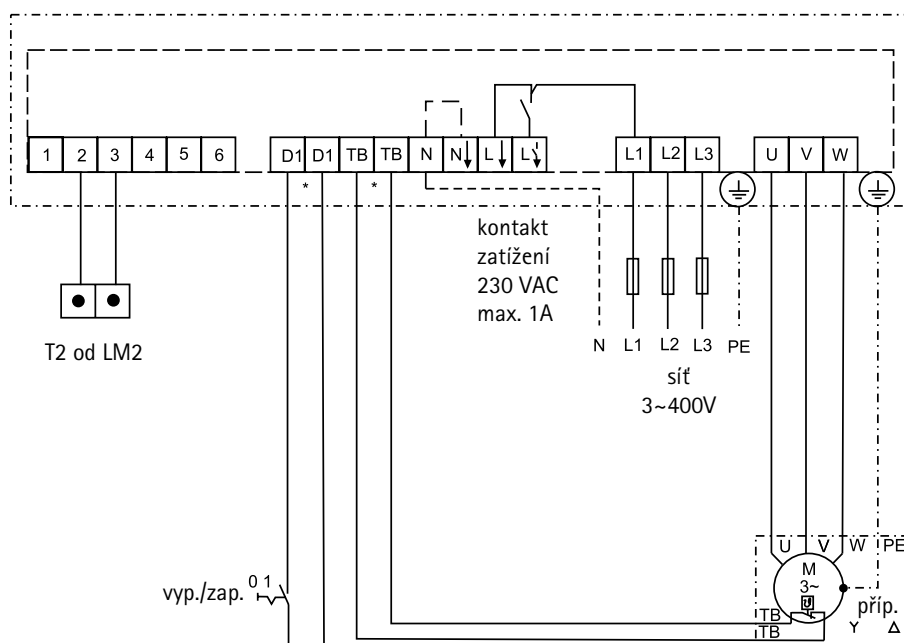 1 2 3 4 5 6 D1 D1 TB TB N N L L L1 L2 L3 U V W
* *
kontakt
zatížení
230 VAC
max. 1A
T2 od LM2
N L1 L2 L3 PE
síť
3~400V
vyp./zap. 0 1
U V W PE
M
3~
TB
TB
příp.
Y Δ